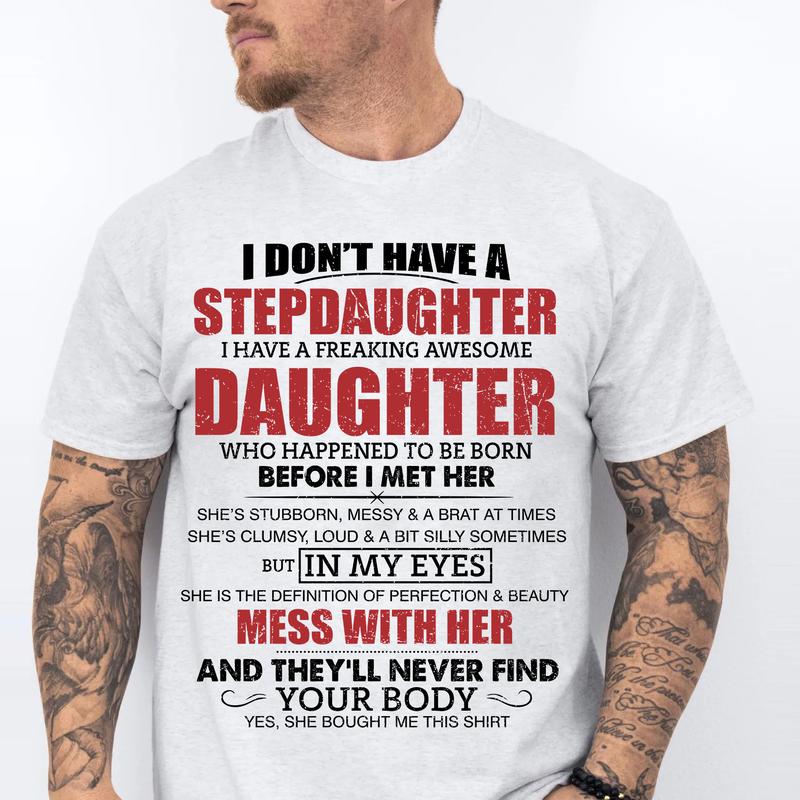 I DON'T HAVE A
STEPDAUGHTER
I HAVE A FREAKING AWESOME
DAUGHTER
WHO HAPPENED TO BE BORN
BEFORE I MET HER
SHE'S STUBBORN, MESSY & A BRAT AT TIMES
SHE'S CLUMSY, LOUD & A BIT SILLY SOMETIMES
BUT IN MY EYES
SHE IS THE DEFINITION OF PERFECTION & BEAUTY
MESS WITH HER
AND THEY'LL NEVER FIND
YOUR BODY
YES, SHE BOUGHT ME THIS SHIRT